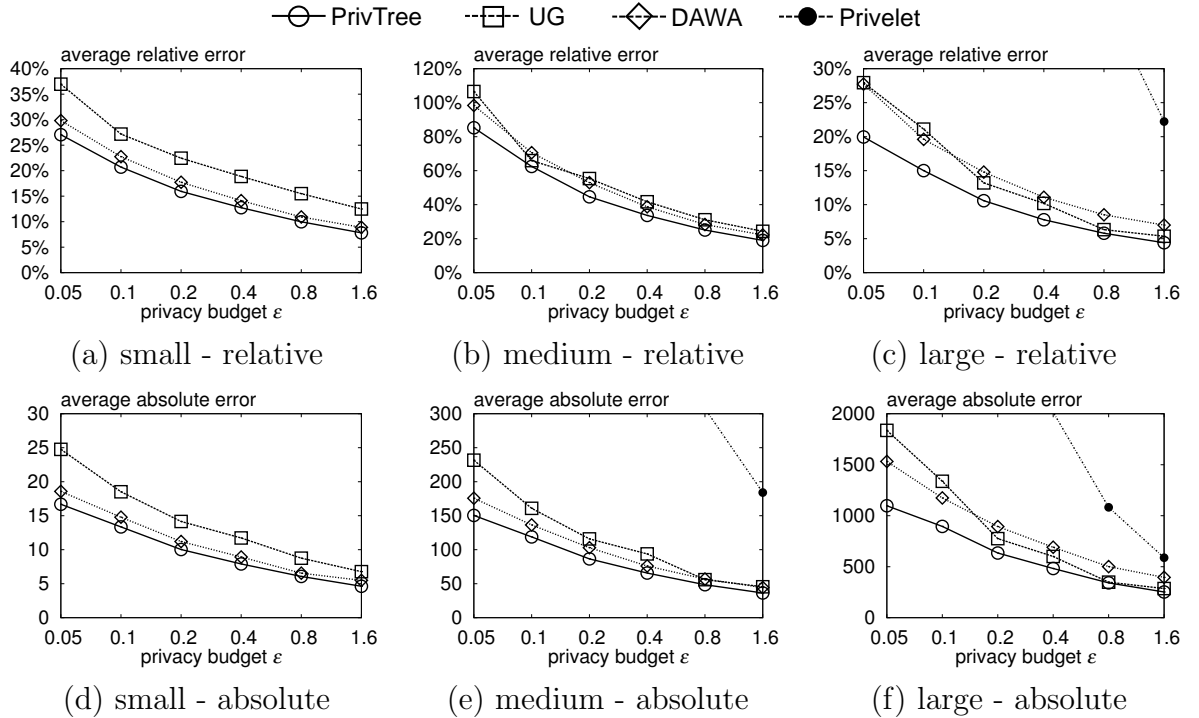 PrivTree UG DAWA Privelet
average relative error
40%
35%
30%
25%
20%
15%
10%
5%
0%
0.05 0.1 0.2 0.4 0.8 1.6
privacy budget ε
(a) small - relative
average relative error
120%
100%
80%
60%
40%
20%
0%
0.05 0.1 0.2 0.4 0.8 1.6
privacy budget ε
(b) medium - relative
average relative error
30%
25%
20%
15%
10%
5%
0%
0.05 0.1 0.2 0.4 0.8 1.6
privacy budget ε
(c) large - relative
average absolute error
30
25
20
15
10
5
0
0.05 0.1 0.2 0.4 0.8 1.6
privacy budget ε
(d) small - absolute
average absolute error
300
250
200
150
100
50
0
0.05 0.1 0.2 0.4 0.8 1.6
privacy budget ε
(e) medium - absolute
average absolute error
2000
1500
1000
500
0
0.05 0.1 0.2 0.4 0.8 1.6
privacy budget ε
(f) large - absolute